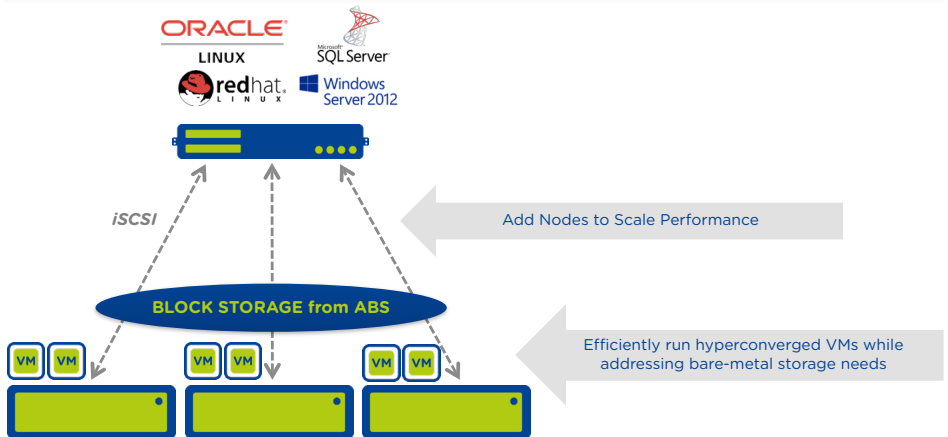 ORACLE®
LINUX
Microsoft®
SQL Server®
redhat®
LINUX
Windows
Server 2012
iSCSI
Add Nodes to Scale Performance
BLOCK STORAGE from ABS
Efficiently run hyperconverged VMs while
addressing bare-metal storage needs
VM VM VM VM VM VM